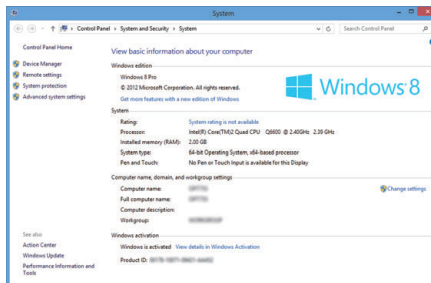 System
Control Panel ▸ System and Security ▸ System
Search Control Panel
Control Panel Home
Device Manager
Remote settings
System protection
Advanced system settings
View basic information about your computer
Windows edition
Windows 8 Pro
© 2012 Microsoft Corporation. All rights reserved.
Get more features with a new edition of Windows
Windows 8
System
Rating: System rating is not available
Processor: Intel(R) Core(TM)2 Quad CPU Q6600 @ 2.40GHz 2.39 GHz
Installed memory (RAM): 2.00 GB
System type: 64-bit Operating System, x64-based processor
Pen and Touch: No Pen or Touch Input is available for this Display
Computer name, domain, and workgroup settings
Computer name:
Change settings
Full computer name:
Computer description:
Workgroup:
Windows activation
Windows is activated View details in Windows Activation
Product ID:
See also
Action Center
Windows Update
Performance Information and
Tools